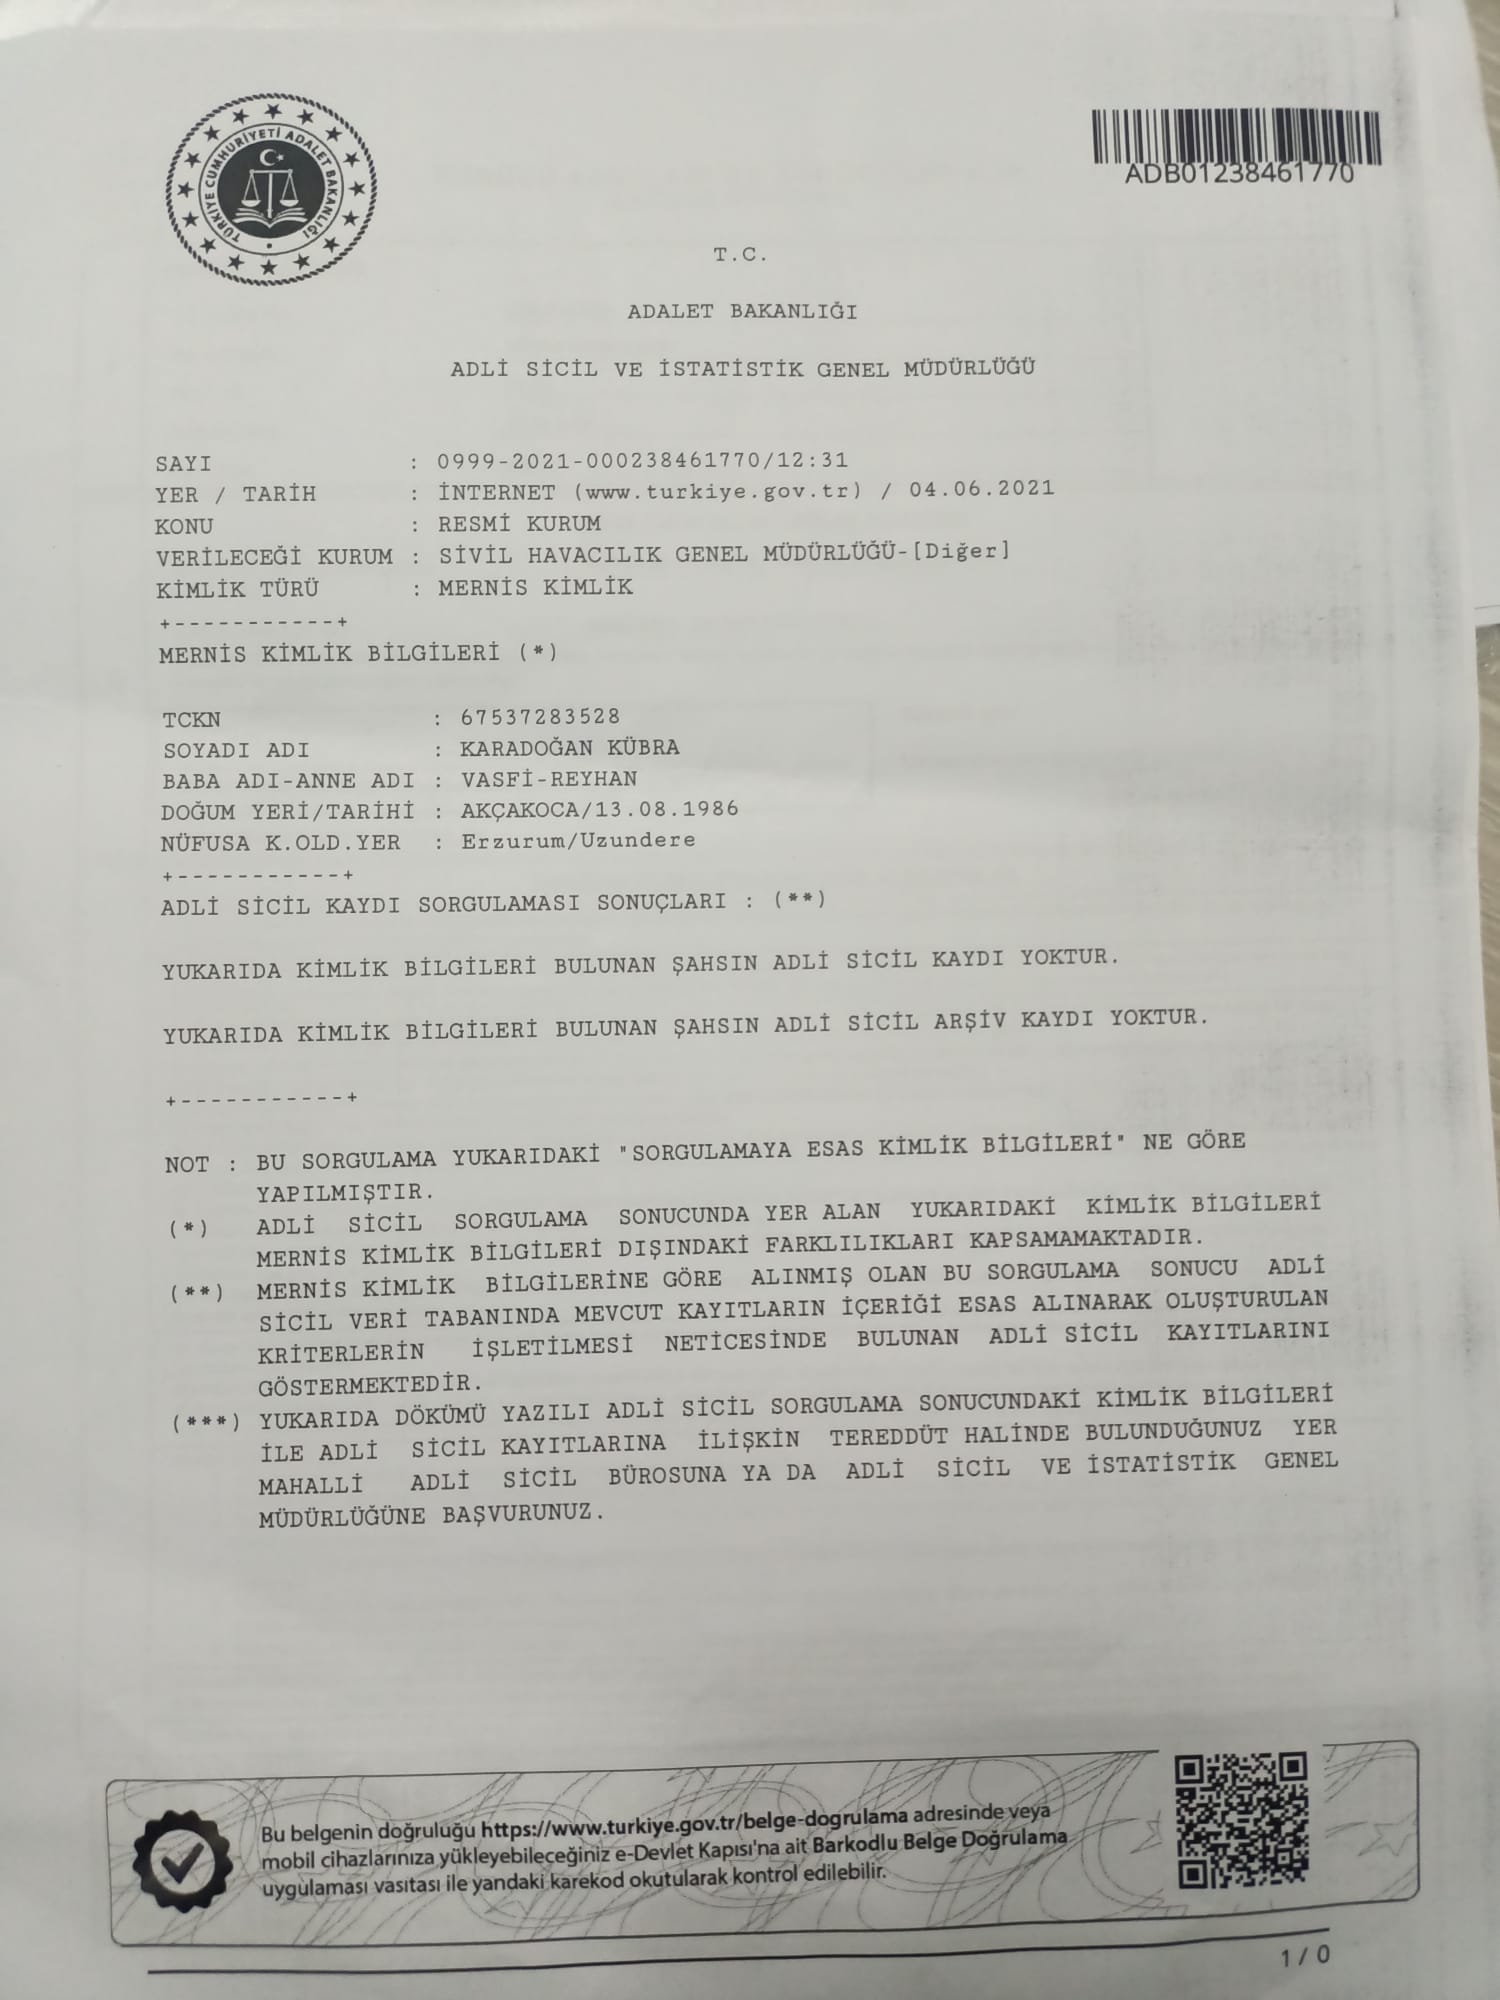 TÜRKİYE CUMHURİYETİ ADALET BAKANLIĞI
ADB01238461770
T.C.
ADALET BAKANLIĞI
ADLİ SİCİL VE İSTATİSTİK GENEL MÜDÜRLÜĞÜ
SAYI : 0999-2021-000238461770/12:31
YER / TARİH : İNTERNET (www.turkiye.gov.tr) / 04.06.2021
KONU : RESMİ KURUM
VERİLECEĞİ KURUM : SİVİL HAVACILIK GENEL MÜDÜRLÜĞÜ-[Diğer]
KİMLİK TÜRÜ : MERNİS KİMLİK
+-----------+
MERNİS KİMLİK BİLGİLERİ (*)
TCKN : 67537283528
SOYADI ADI : KARADOĞAN KÜBRA
BABA ADI-ANNE ADI : VASFİ-REYHAN
DOĞUM YERİ/TARİHİ : AKÇAKOCA/13.08.1986
NÜFUSA K.OLD.YER : Erzurum/Uzundere
+-----------+
ADLİ SİCİL KAYDI SORGULAMASI SONUÇLARI : (**)
YUKARIDA KİMLİK BİLGİLERİ BULUNAN ŞAHSIN ADLİ SİCİL KAYDI YOKTUR.
YUKARIDA KİMLİK BİLGİLERİ BULUNAN ŞAHSIN ADLİ SİCİL ARŞİV KAYDI YOKTUR.
+-----------+
NOT : BU SORGULAMA YUKARIDAKİ "SORGULAMAYA ESAS KİMLİK BİLGİLERİ" NE GÖRE
YAPILMIŞTIR.
(*) ADLİ SİCİL SORGULAMA SONUCUNDA YER ALAN YUKARIDAKİ KİMLİK BİLGİLERİ
MERNİS KİMLİK BİLGİLERİ DIŞINDAKİ FARKLILIKLARI KAPSAMAMAKTADIR.
(**) MERNİS KİMLİK BİLGİLERİNE GÖRE ALINMIŞ OLAN BU SORGULAMA SONUCU ADLİ
SİCİL VERİ TABANINDA MEVCUT KAYITLARIN İÇERİĞİ ESAS ALINARAK OLUŞTURULAN
KRİTERLERİN İŞLETİLMESİ NETİCESİNDE BULUNAN ADLİ SİCİL KAYITLARINI
GÖSTERMEKTEDİR.
(***) YUKARIDA DÖKÜMÜ YAZILI ADLİ SİCİL SORGULAMA SONUCUNDAKİ KİMLİK BİLGİLERİ
İLE ADLİ SİCİL KAYITLARINA İLİŞKİN TEREDDÜT HALİNDE BULUNDUĞUNUZ YER
MAHALLİ ADLİ SİCİL BÜROSUNA YA DA ADLİ SİCİL VE İSTATİSTİK GENEL
MÜDÜRLÜĞÜNE BAŞVURUNUZ.
Bu belgenin doğruluğu https://www.turkiye.gov.tr/belge-dogrulama adresinde veya
mobil cihazlarınıza yükleyebileceğiniz e-Devlet Kapısı'na ait Barkodlu Belge Doğrulama
uygulaması vasıtası ile yandaki karekod okutularak kontrol edilebilir.
1 / 0